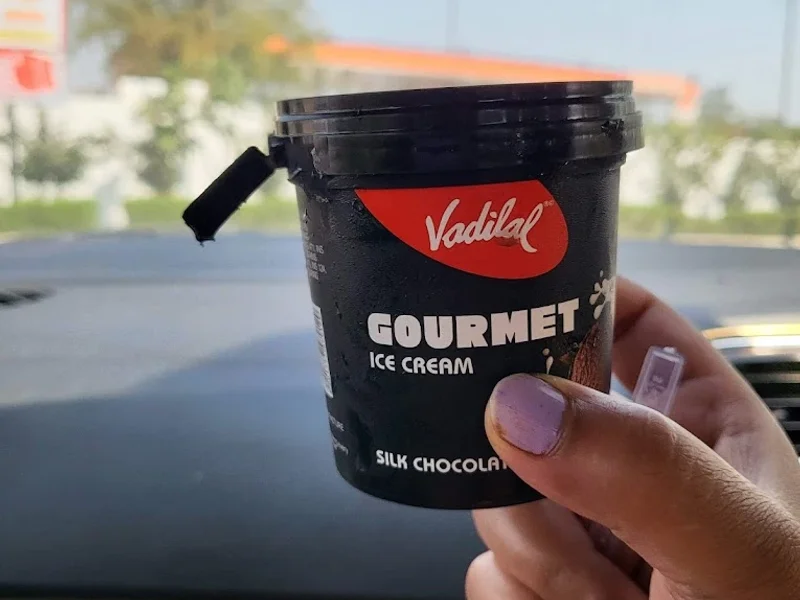 Vadilal
GOURMET
ICE CREAM
SILK CHOCOLAT